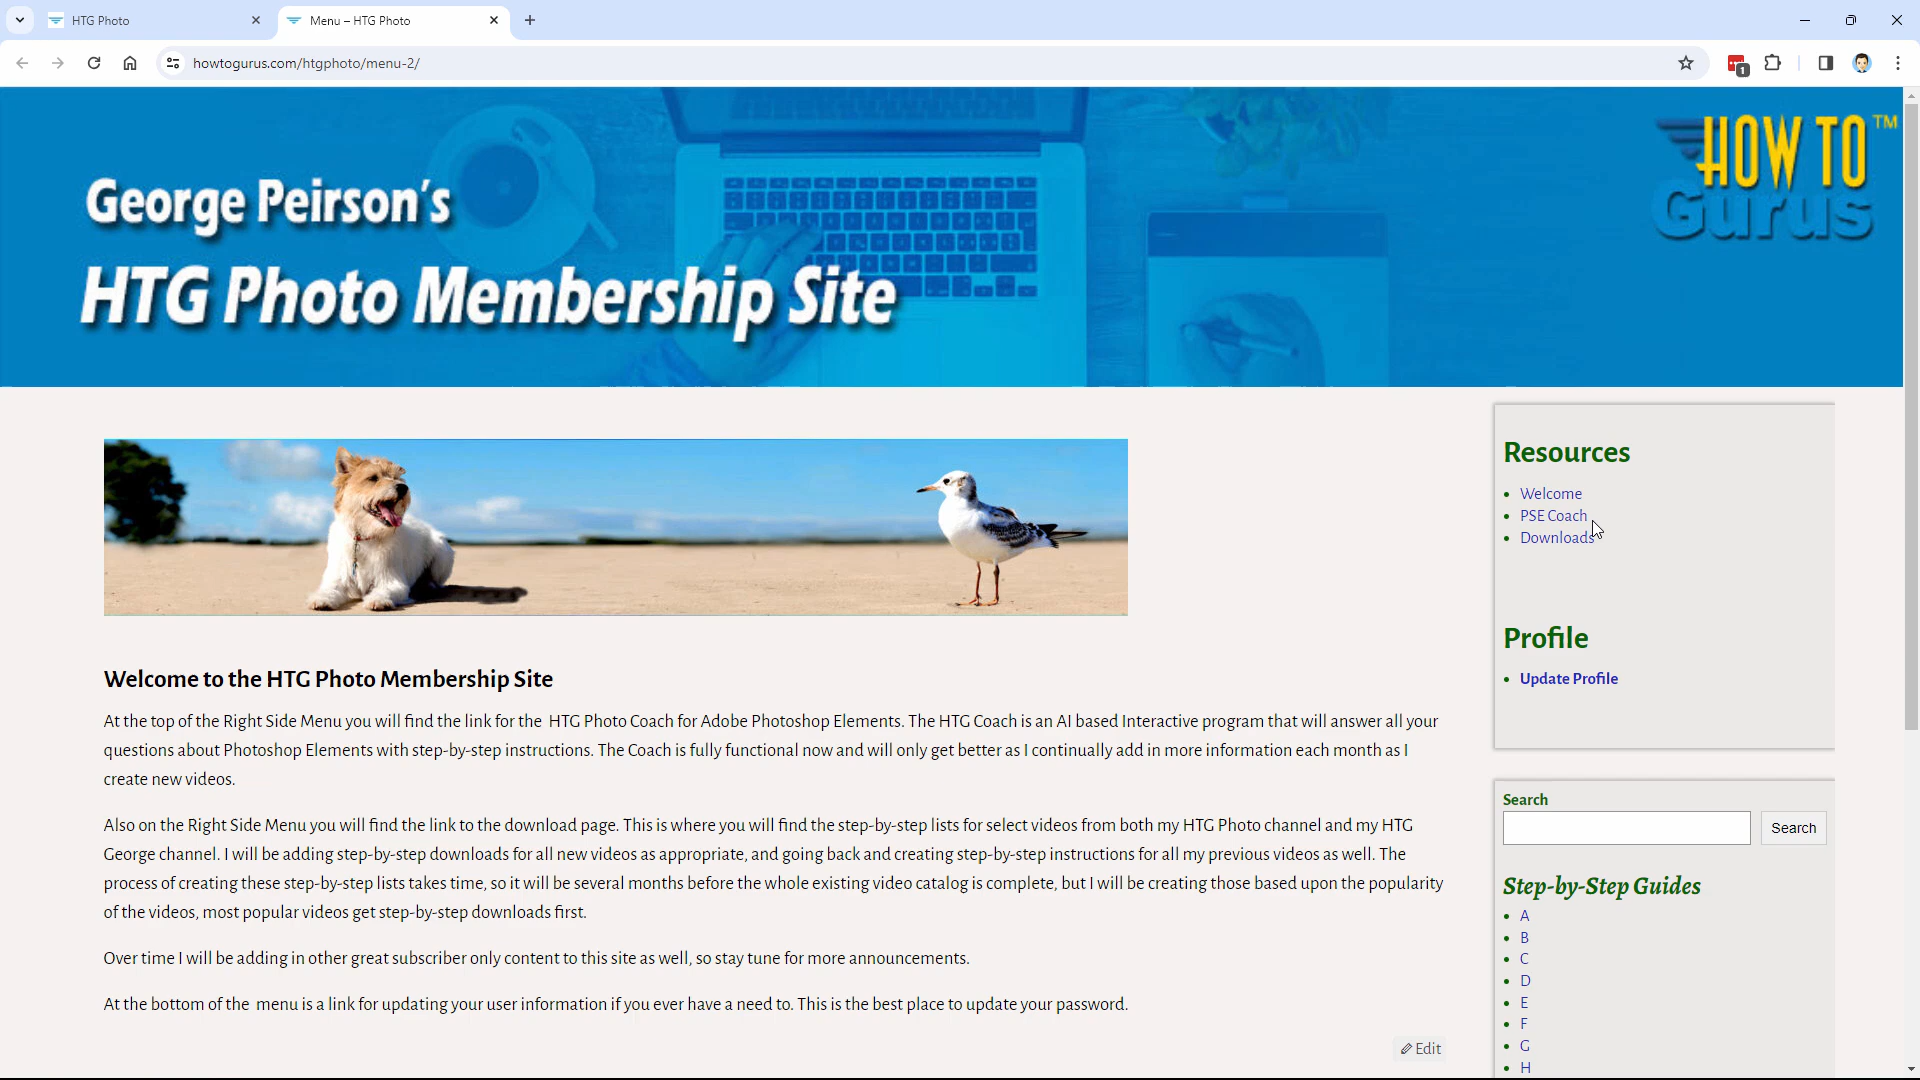 HTG Photo
Menu – HTG Photo
howtogurus.com/htgphoto/menu-2/
1
HOW TO™
Gurus
George Peirson's
HTG Photo Membership Site
Resources
Welcome
PSE Coach
Downloads
Profile
Update Profile
Welcome to the HTG Photo Membership Site
At the top of the Right Side Menu you will find the link for the HTG Photo Coach for Adobe Photoshop Elements. The HTG Coach is an AI based Interactive program that will answer all your
questions about Photoshop Elements with step-by-step instructions. The Coach is fully functional now and will only get better as I continually add in more information each month as I
create new videos.
Also on the Right Side Menu you will find the link to the download page. This is where you will find the step-by-step lists for select videos from both my HTG Photo channel and my HTG
George channel. I will be adding step-by-step downloads for all new videos as appropriate, and going back and creating step-by-step instructions for all my previous videos as well. The
process of creating these step-by-step lists takes time, so it will be several months before the whole existing video catalog is complete, but I will be creating those based upon the popularity
of the videos, most popular videos get step-by-step downloads first.
Over time I will be adding in other great subscriber only content to this site as well, so stay tune for more announcements.
At the bottom of the menu is a link for updating your user information if you ever have a need to. This is the best place to update your password.
Edit
Search
Search
Step-by-Step Guides
A
B
C
D
E
F
G
H